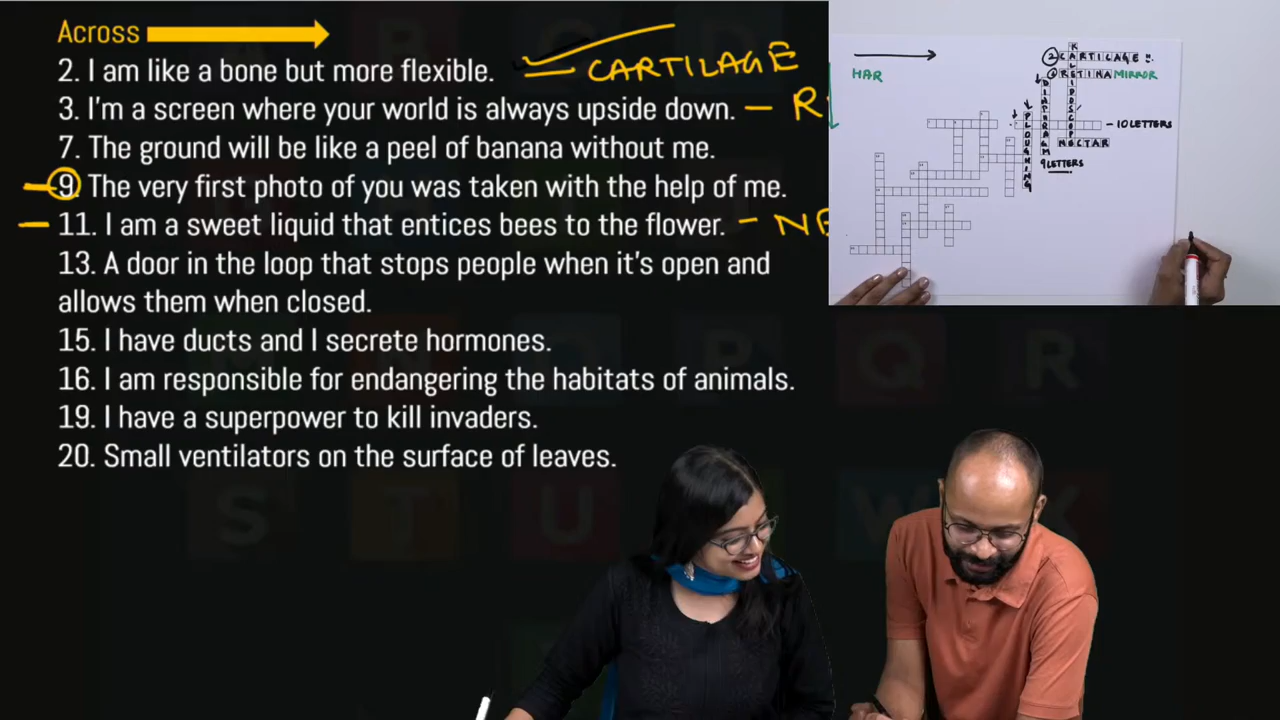 Across
2. I am like a bone but more flexible. CARTILAGE
3. I'm a screen where your world is always upside down. – R
7. The ground will be like a peel of banana without me.
9. The very first photo of you was taken with the help of me.
11. I am a sweet liquid that entices bees to the flower. – NE
13. A door in the loop that stops people when it's open and
allows them when closed.
15. I have ducts and I secrete hormones.
16. I am responsible for endangering the habitats of animals.
19. I have a superpower to kill invaders.
20. Small ventilators on the surface of leaves.
HAR
CARTILAGE !!
RETINA MIRROR
KALEIDOSCOPE
DIAPHRAGM
PLOUGHING
– 10 LETTERS
NECTAR
9 LETTERS